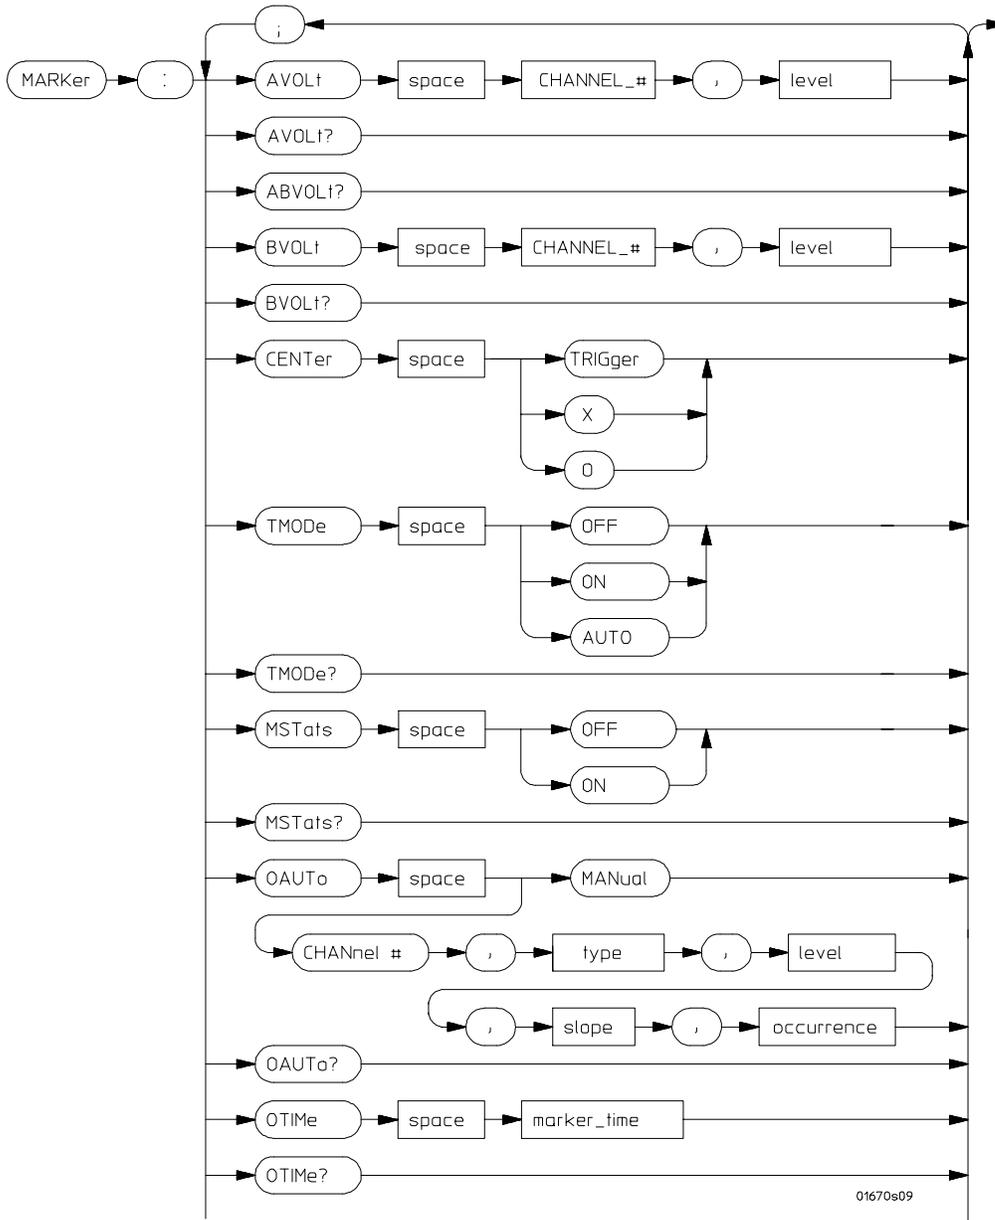 ;
MARKer : AVOLt space CHANNEL_# , level
AVOLt?
ABVOLt?
BVOLt space CHANNEL_# , level
BVOLt?
CENTer space TRIGger
X
O
TMODe space OFF
ON
AUTO
TMODe?
MSTats space OFF
ON
MSTats?
OAUTo space MANual
CHANnel # , type , level
, slope , occurrence
OAUTo?
OTIMe space marker_time
OTIMe?
01670s09